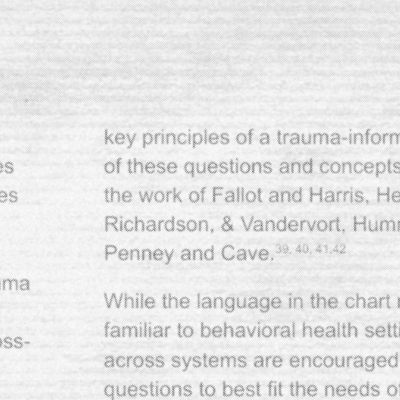 es
es
uma
oss-
key principles of a trauma-inform
of these questions and concepts
the work of Fallot and Harris, He
Richardson, & Vandervort, Hum
Penney and Cave.39, 40, 41,42
While the language in the chart
familiar to behavioral health setti
across systems are encouraged
questions to best fit the needs of